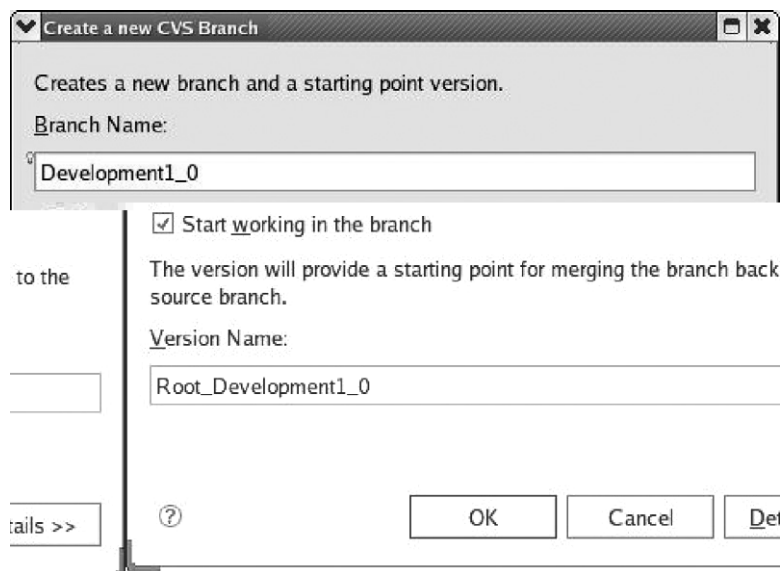 Create a new CVS Branch
Creates a new branch and a starting point version.
Branch Name:
Development1_0
Start working in the branch
to the
The version will provide a starting point for merging the branch back
source branch.
Version Name:
Root_Development1_0
tails >>
OK
Cancel
Det